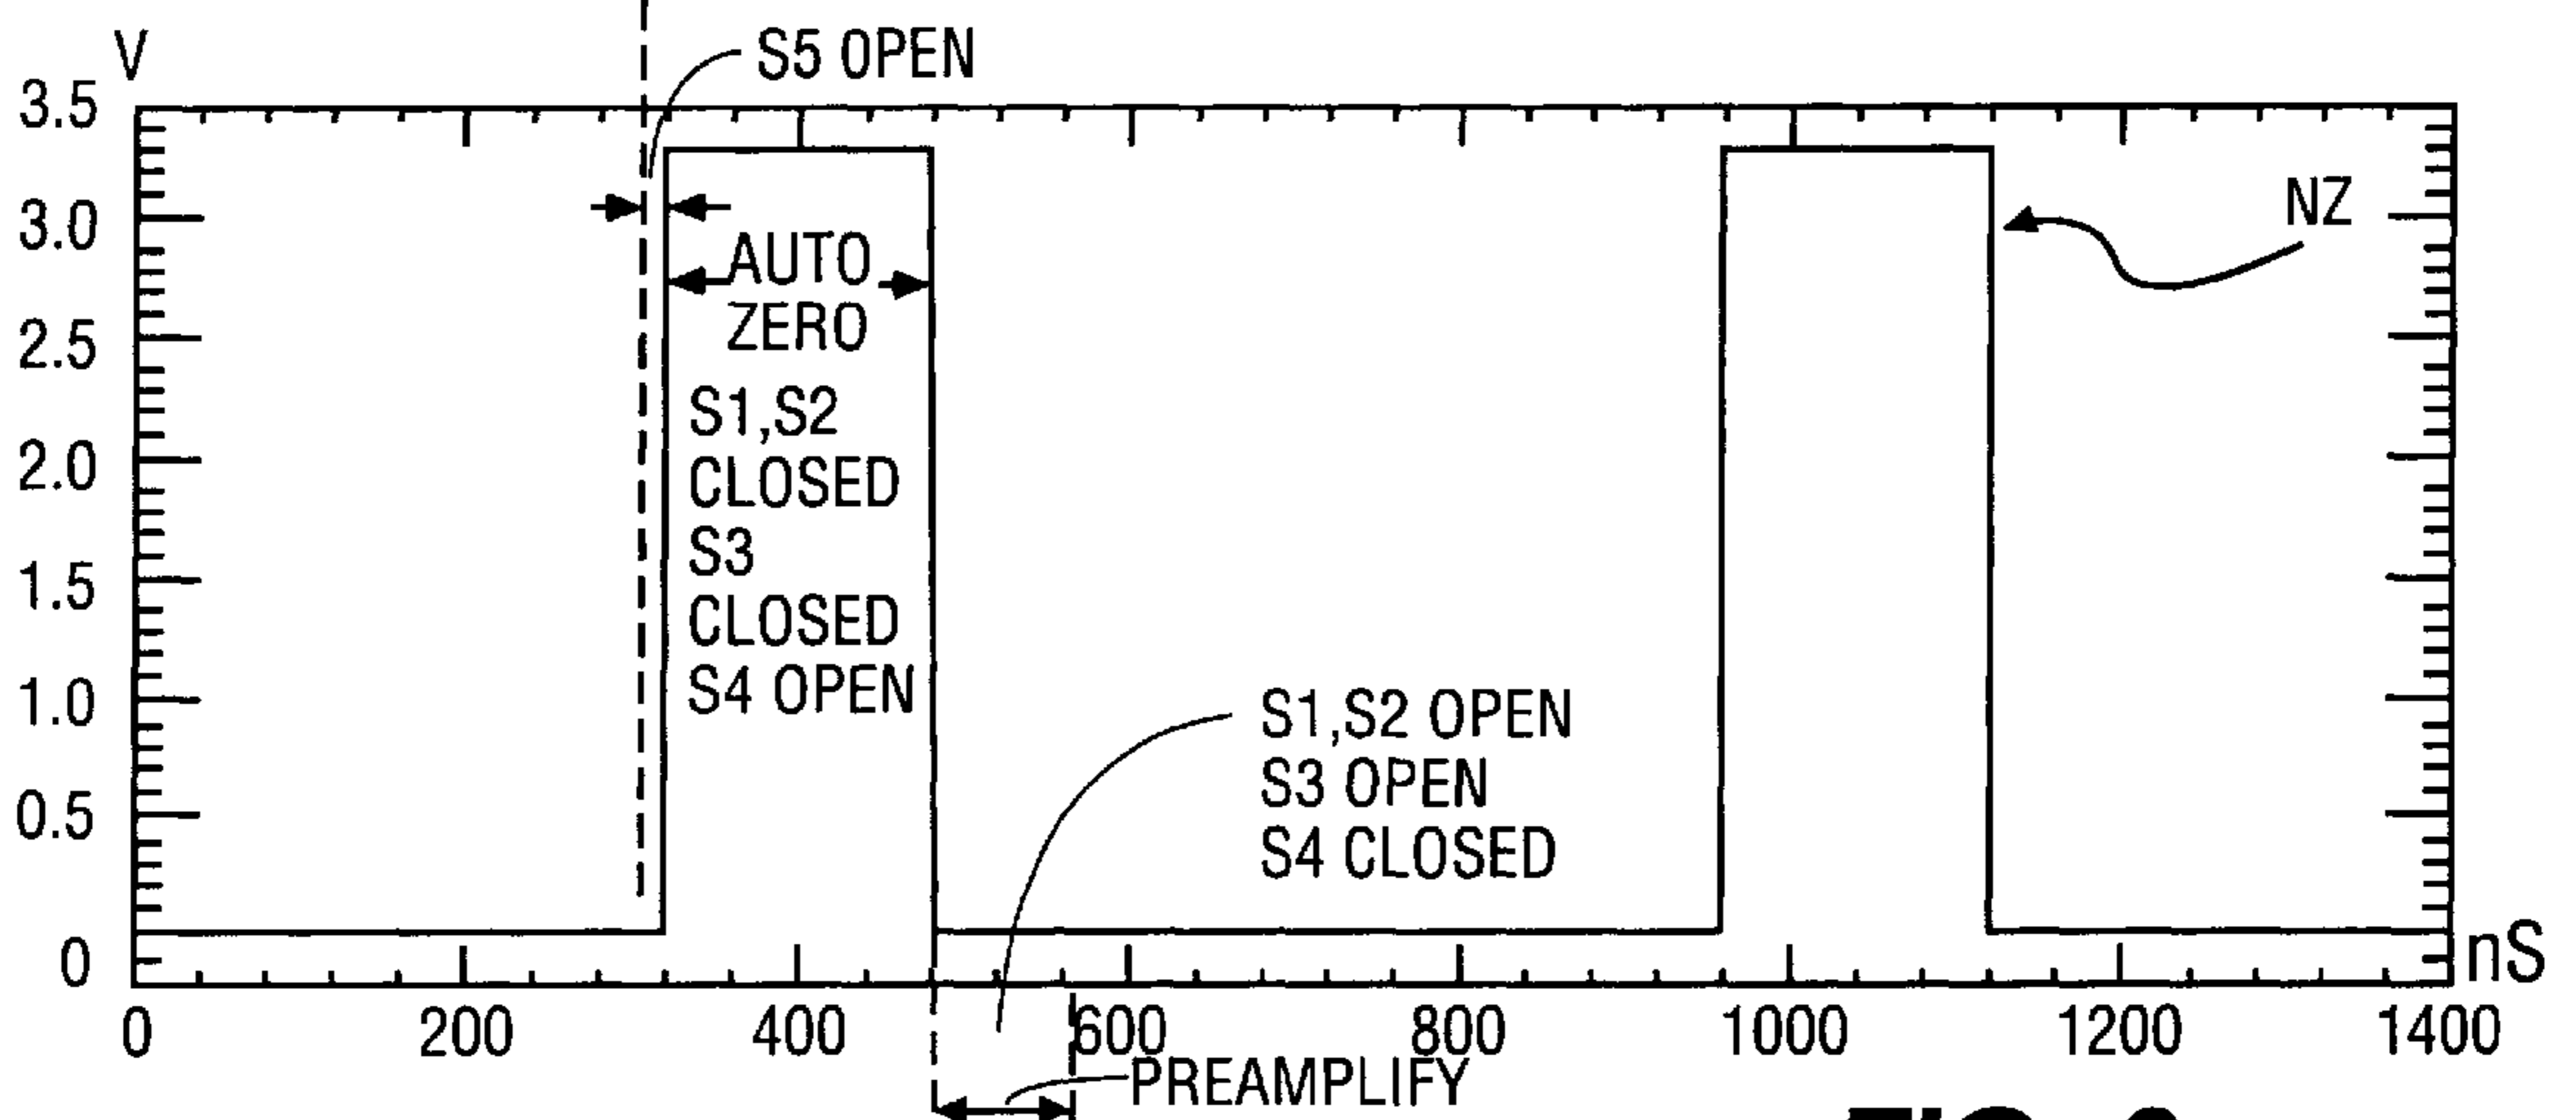 V
S5 OPEN
3.5
3.0
2.5
2.0
1.5
1.0
0.5
0
AUTO
ZERO
S1,S2
CLOSED
S3
CLOSED
S4 OPEN
S1,S2 OPEN
S3 OPEN
S4 CLOSED
NZ
nS
0 200 400 600 800 1000 1200 1400
PREAMPLIFY